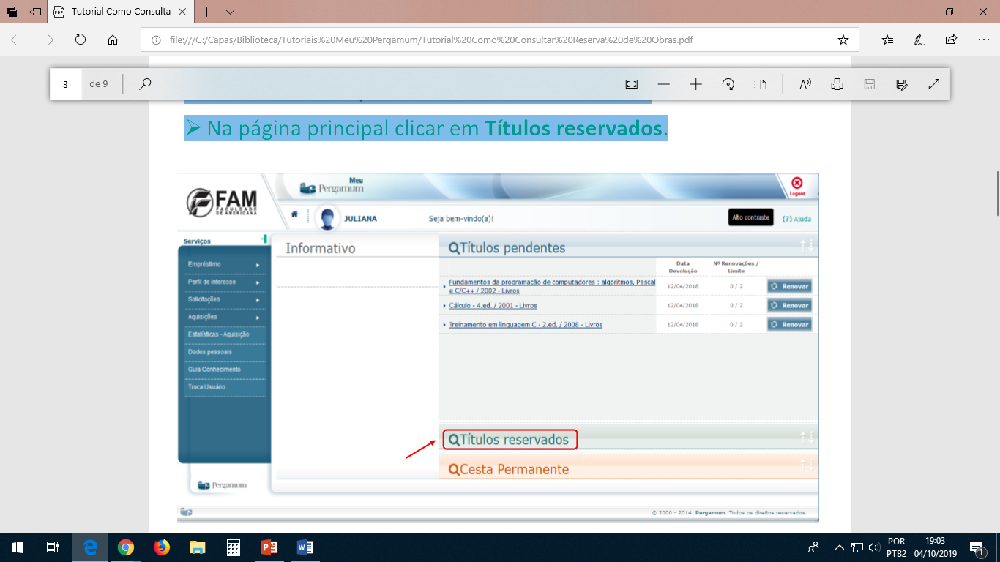 Tutorial Como Consulta
file:///G:/Capas/Biblioteca/Tutoriais%20Meu%20Pergamum/Tutorial%20Como%20Consultar%20Reserva%20de%20Obras.pdf
3 de 9
Na página principal clicar em Títulos reservados.
FAM
FACULDADE
DE AMERICANA
Meu
Pergamum
Logout
JULIANA
Seja bem-vindo(a)!
Alto contraste
(?) Ajuda
Serviços
Empréstimo
Perfil de interesse
Solicitações
Aquisições
Estatísticas - Aquisição
Dados pessoais
Guia Conhecimento
Troca Usuário
Pergamum
Informativo
Títulos pendentes
Data Devolução
Nº Renovações / Limite
Fundamentos da programação de computadores : algoritmos, Pascal
e C/C++ / 2002 - Livros
12/04/2018
0 / 2
Renovar
Cálculo - 4.ed. / 2001 - Livros
12/04/2018
0 / 2
Renovar
Treinamento em linguagem C - 2.ed. / 2008 - Livros
12/04/2018
0 / 2
Renovar
Títulos reservados
Cesta Permanente
© 2000 - 2014. Pergamum. Todos os direitos reservados.
POR
PTB2
19:03
04/10/2019
1